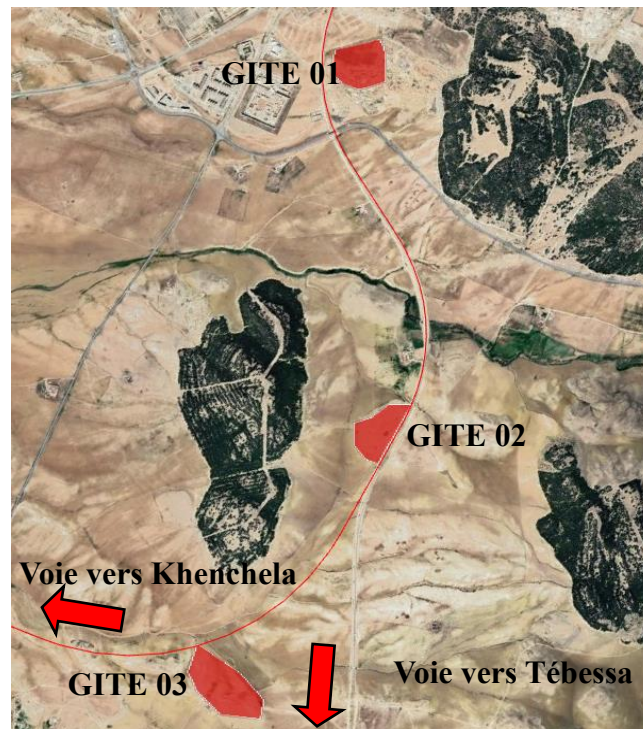 GITE 01
GITE 02
Voie vers Khenchela
Voie vers Tébessa
GITE 03